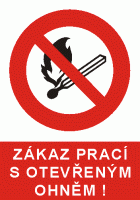 ZÁKAZ PRACÍ
S OTEVŘENÝM
OHNĚM !